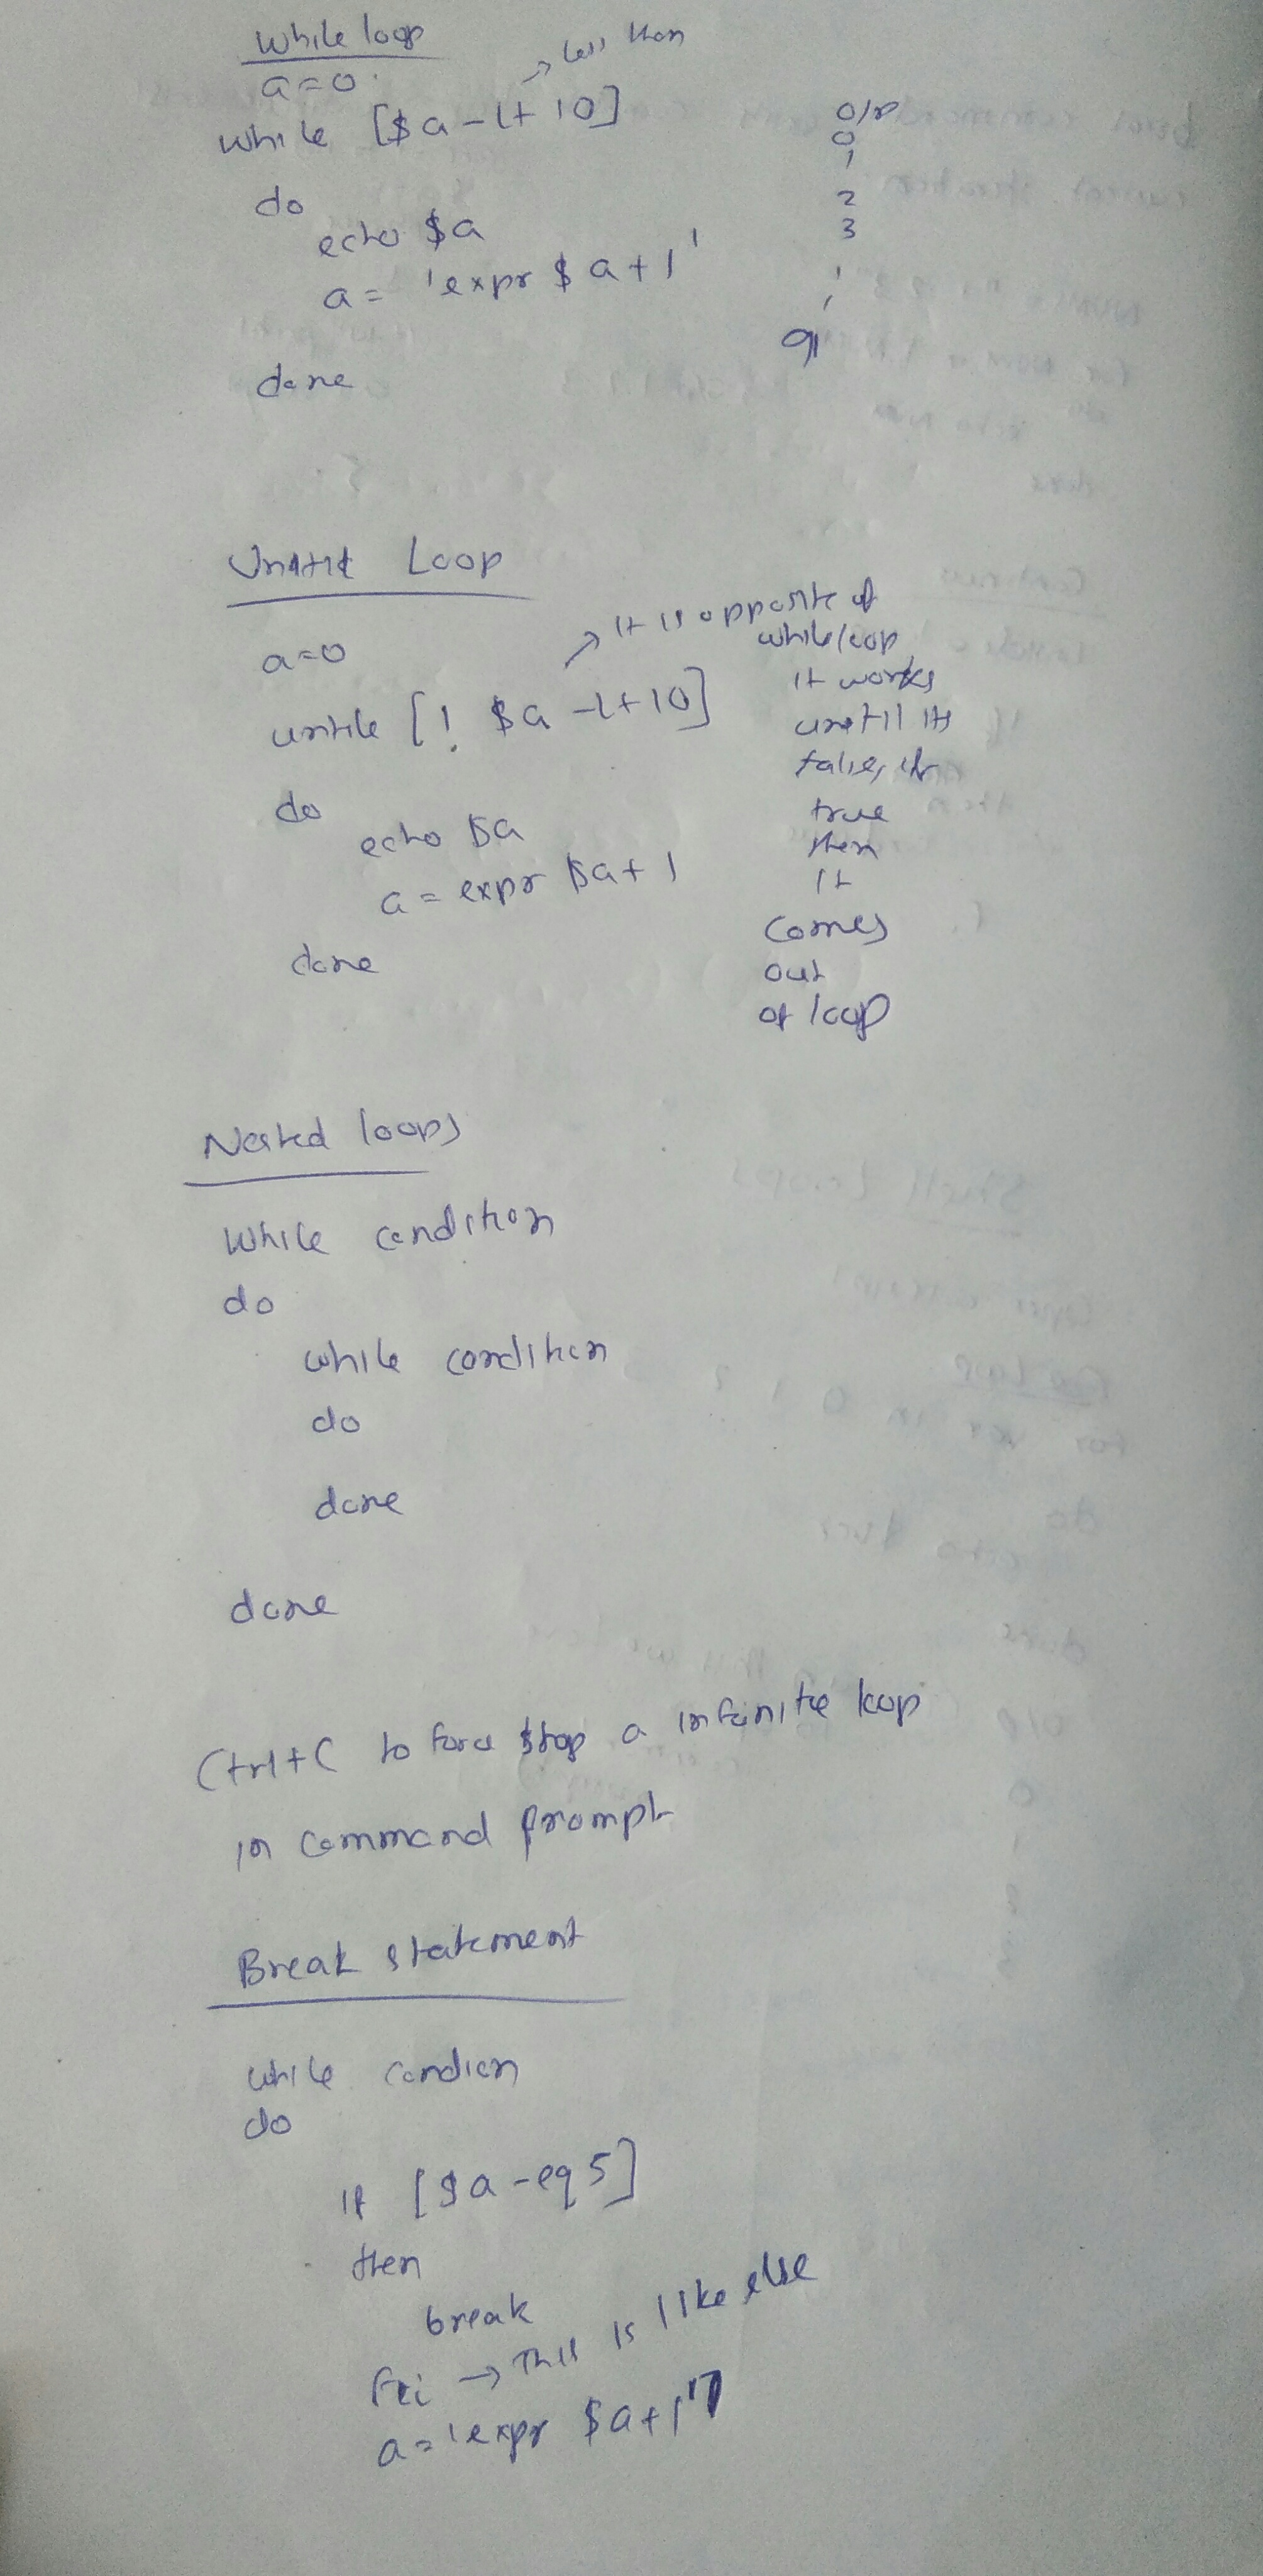 While loop
a=0
→ less than
while [$a -lt 10]
do
echo $a
a = 'expr $a + 1'
done
O/P
0
1
2
3
'
'
9
Until Loop
a=0
→ It is opposite of
while loop
it works
until its
false, if
true
then
it
comes
out
of loop
untile [! $a -lt 10]
do
echo $a
a = expr $a + 1
done
Nested loops
While condition
do
while condition
do
done
done
Ctrl+C to force stop a infinite loop
in command prompt
Break statement
while condion
do
if [$a -eq 5]
then
break
fi → This is like else
a = 'expr $a + 1'